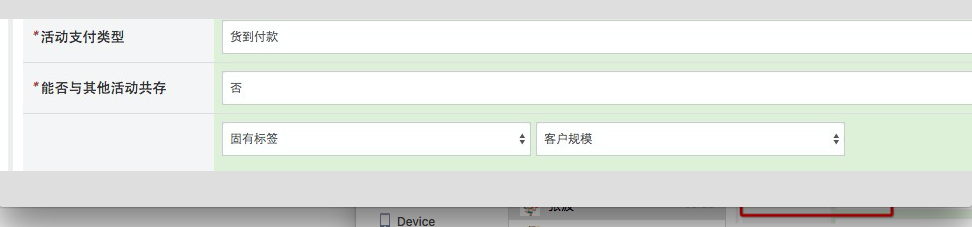 *活动支付类型
货到付款
*能否与其他活动共存
否
固有标签
客户规模
Device